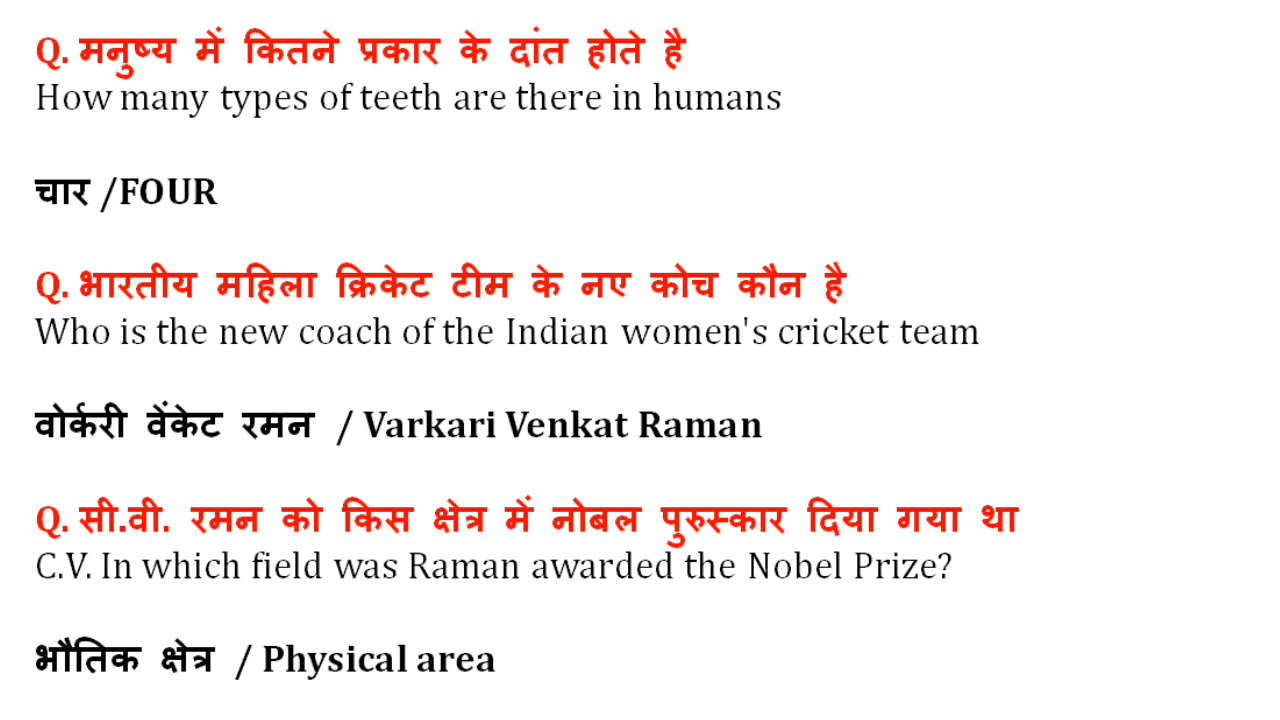 Q. मनुष्य में कितने प्रकार के दांत होते है
How many types of teeth are there in humans
चार /FOUR
Q. भारतीय महिला क्रिकेट टीम के नए कोच कौन है
Who is the new coach of the Indian women's cricket team
वोर्करी वेंकेट रमन / Varkari Venkat Raman
Q. सी.वी. रमन को किस क्षेत्र में नोबल पुरुस्कार दिया गया था
C.V. In which field was Raman awarded the Nobel Prize?
भौतिक क्षेत्र / Physical area